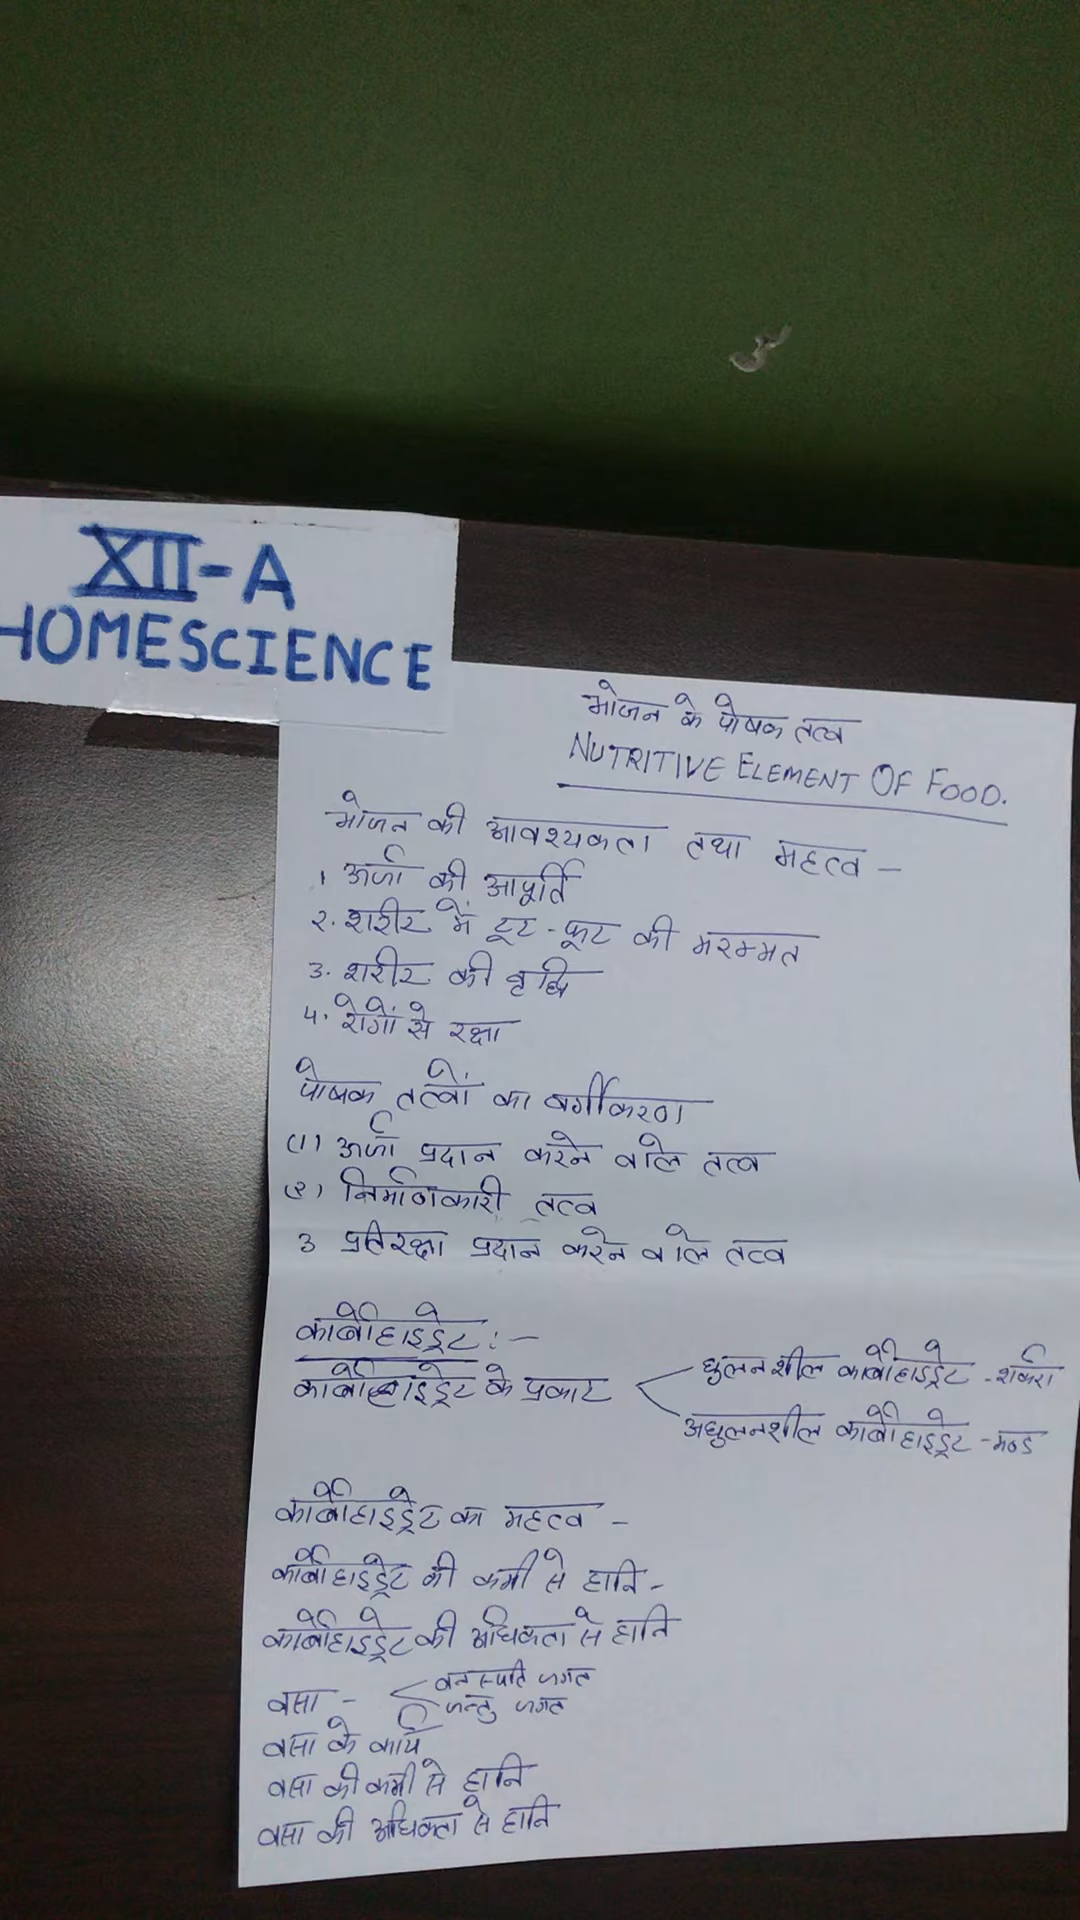 XII-A
HOMESCIENCE
भोजन के पोषक तत्व
NUTRITIVE ELEMENT OF FOOD.
भोजन की आवश्यकता तथा महत्व -
1 ऊर्जा की आपूर्ति
२. शरीर में टूट-फूट की मरम्मत
3. शरीर की वृद्धि
4. रोगों से रक्षा
पोषक तत्वों का वर्गीकरण
(1) ऊर्जा प्रदान करने वाले तत्व
(२) निर्माणकारी तत्व
3 प्रतिरक्षा प्रदान करने वाले तत्व
कार्बोहाइड्रेट :-
कार्बोहाइड्रेट के प्रकार
घुलनशील कार्बोहाइड्रेट - शर्करा
अघुलनशील कार्बोहाइड्रेट - मण्ड
कार्बोहाइड्रेट का महत्व -
कार्बोहाइड्रेट की कमी से हानि -
कार्बोहाइड्रेट की अधिकता से हानि
वसा - वनस्पति जगत
जन्तु जगत
वसा के कार्य
वसा की कमी से हानि
वसा की अधिकता से हानि